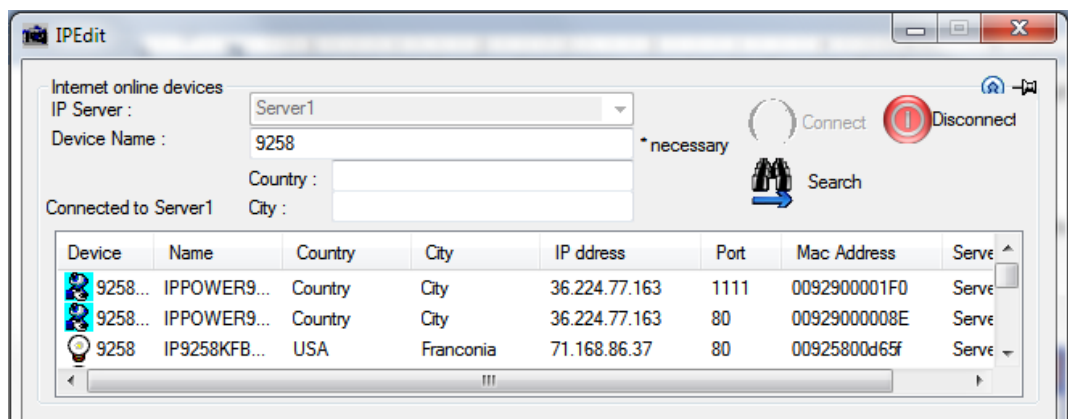 IPEdit
Internet online devices
IP Server :
Server1
Connect
Disconnect
Device Name :
9258
* necessary
Country :
Search
Connected to Server1
City :
Device Name Country City IP ddress Port Mac Address Serve
9258... IPPOWER9... Country City 36.224.77.163 1111 0092900001F0 Serve
9258... IPPOWER9... Country City 36.224.77.163 80 00929000008E Serve
9258 IP9258KFB... USA Franconia 71.168.86.37 80 00925800d65f Serve